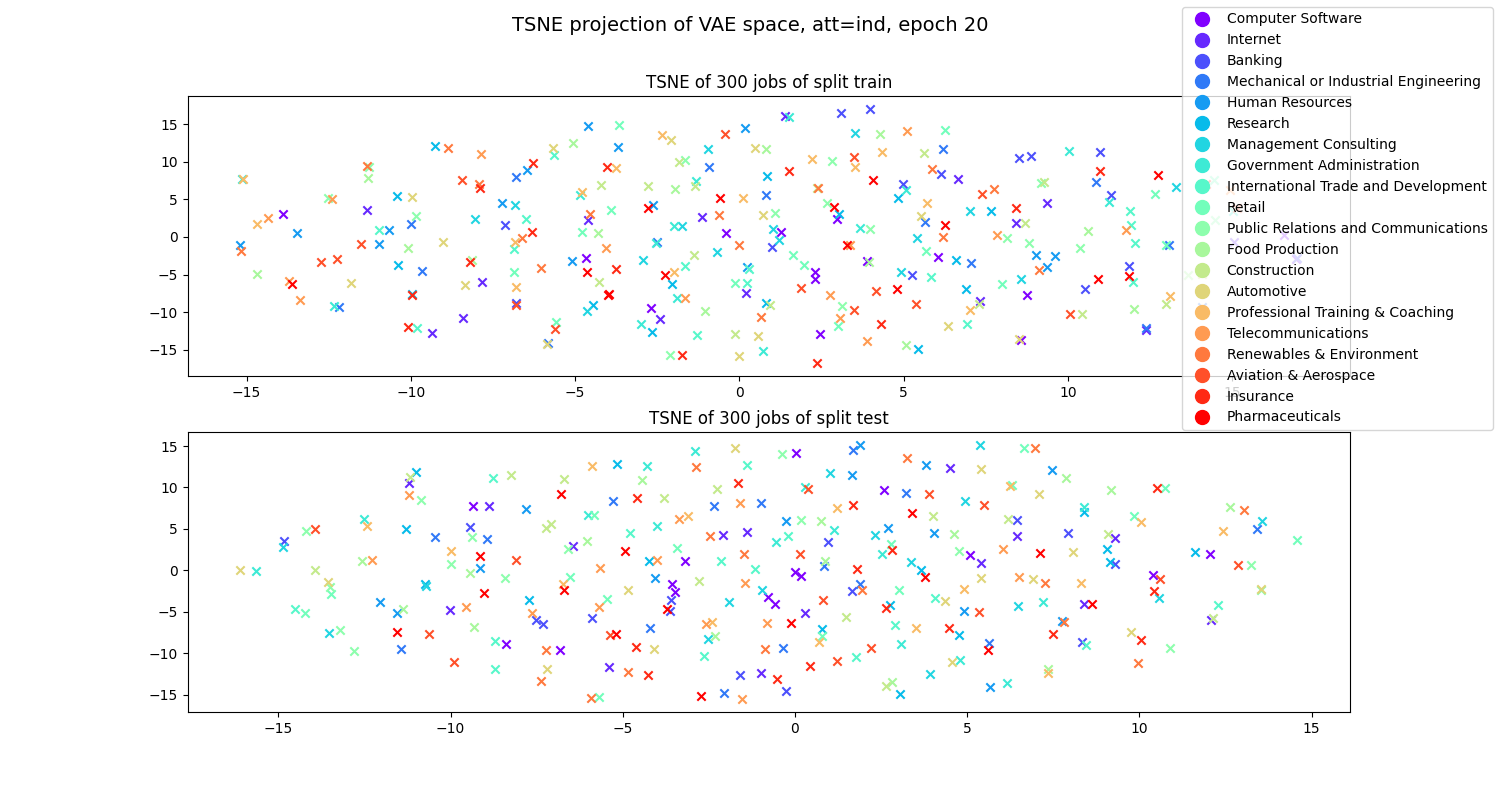 TSNE projection of VAE space, att=ind, epoch 20
TSNE of 300 jobs of split train
Computer Software
Internet
Banking
Mechanical or Industrial Engineering
Human Resources
Research
Management Consulting
Government Administration
International Trade and Development
Retail
Public Relations and Communications
Food Production
Construction
Automotive
Professional Training & Coaching
Telecommunications
Renewables & Environment
Aviation & Aerospace
Insurance
Pharmaceuticals
15
10
5
0
−5
−10
−15
−15 −10 −5 0 5 10 15
TSNE of 300 jobs of split test
15
10
5
0
−5
−10
−15
−15 −10 −5 0 5 10 15